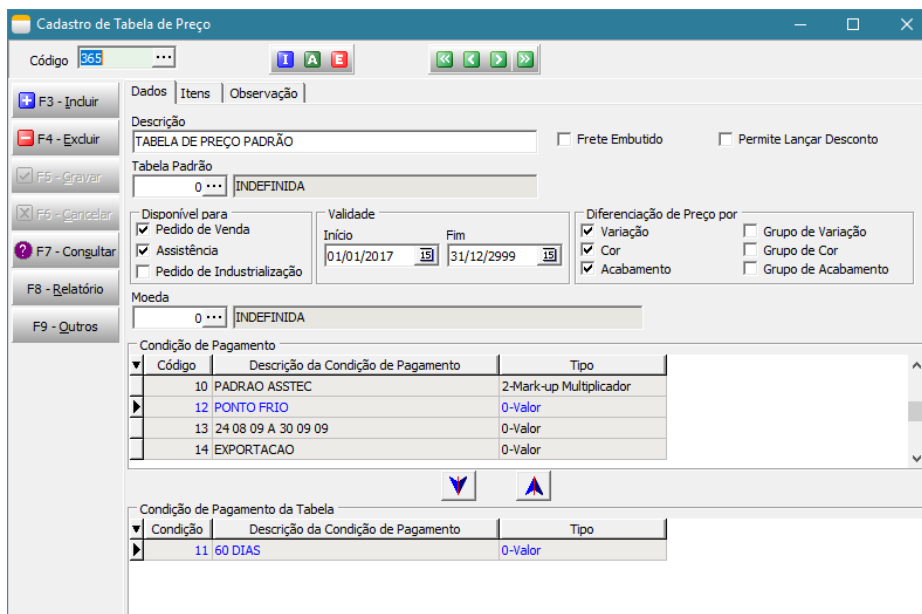 Cadastro de Tabela de Preço
Código 365 ...
I A E
F3 - Incluir
F4 - Excluir
F5 - Gravar
F6 - Cancelar
F7 - Consultar
F8 - Relatório
F9 - Outros
Dados Itens Observação
Descrição
TABELA DE PREÇO PADRÃO
Frete Embutido
Permite Lançar Desconto
Tabela Padrão
0 ... INDEFINIDA
Disponível para
Pedido de Venda
Assistência
Pedido de Industrialização
Validade
Início Fim
01/01/2017 15 31/12/2999 15
Diferenciação de Preço por
Variação Grupo de Variação
Cor Grupo de Cor
Acabamento Grupo de Acabamento
Moeda
0 ... INDEFINIDA
Condição de Pagamento
Código Descrição da Condição de Pagamento Tipo
10 PADRAO ASSTEC 2-Mark-up Multiplicador
12 PONTO FRIO 0-Valor
13 24 08 09 A 30 09 09 0-Valor
14 EXPORTACAO 0-Valor
Condição de Pagamento da Tabela
Condição Descrição da Condição de Pagamento Tipo
11 60 DIAS 0-Valor